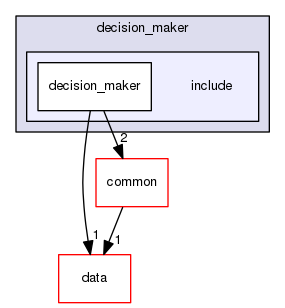 decision_maker
decision_maker include
2
common
1 1
data